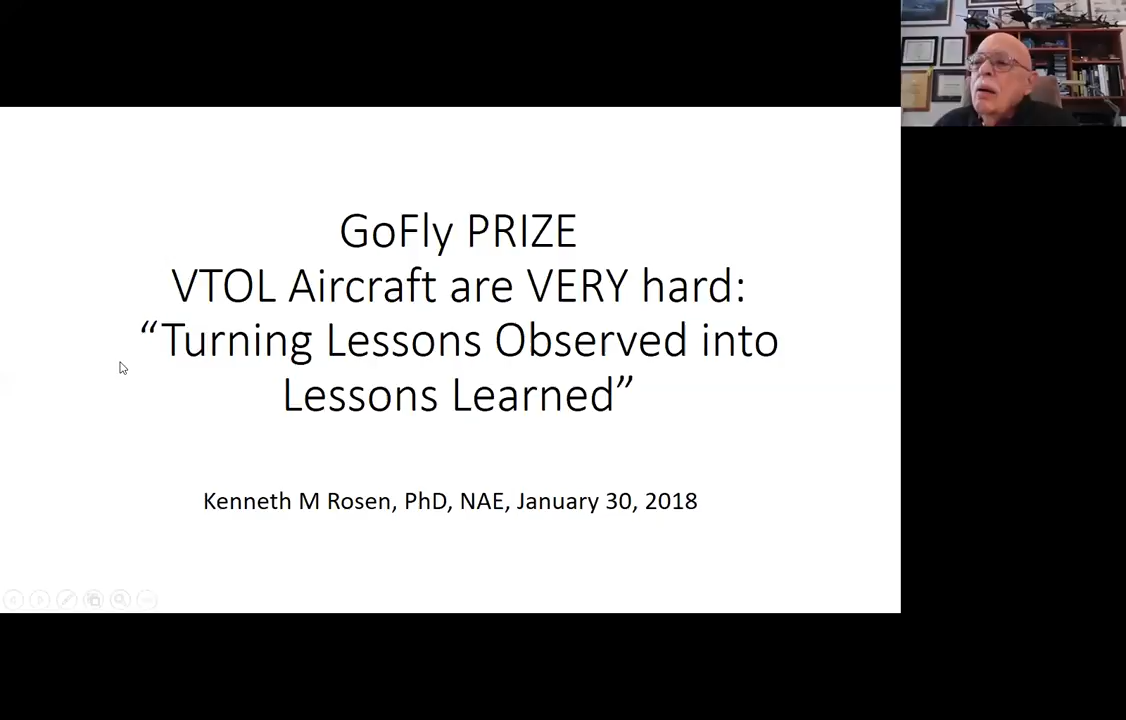 GoFly PRIZE
VTOL Aircraft are VERY hard:
“Turning Lessons Observed into
Lessons Learned”
Kenneth M Rosen, PhD, NAE, January 30, 2018